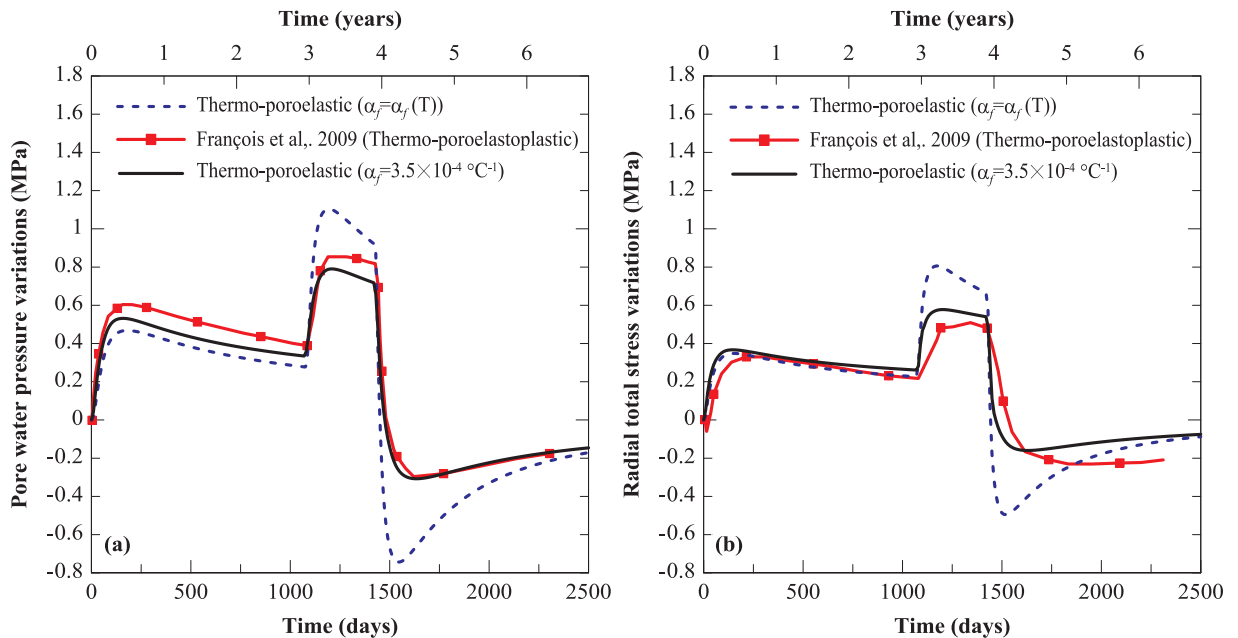 Time (years)
0 1 2 3 4 5 6
Pore water pressure variations (MPa)
1.8
1.6
1.4
1.2
1
0.8
0.6
0.4
0.2
0
-0.2
-0.4
-0.6
-0.8
Thermo-poroelastic (αf=αf (T))
François et al,. 2009 (Thermo-poroelastoplastic)
Thermo-poroelastic (αf=3.5×10-4 °C-1)
(a)
0 500 1000 1500 2000 2500
Time (days)
Time (years)
0 1 2 3 4 5 6
Radial total stress variations (MPa)
1.8
1.6
1.4
1.2
1
0.8
0.6
0.4
0.2
0
-0.2
-0.4
-0.6
-0.8
Thermo-poroelastic (αf=αf (T))
François et al,. 2009 (Thermo-poroelastoplastic)
Thermo-poroelastic (αf=3.5×10-4 °C-1)
(b)
0 500 1000 1500 2000 2500
Time (days)